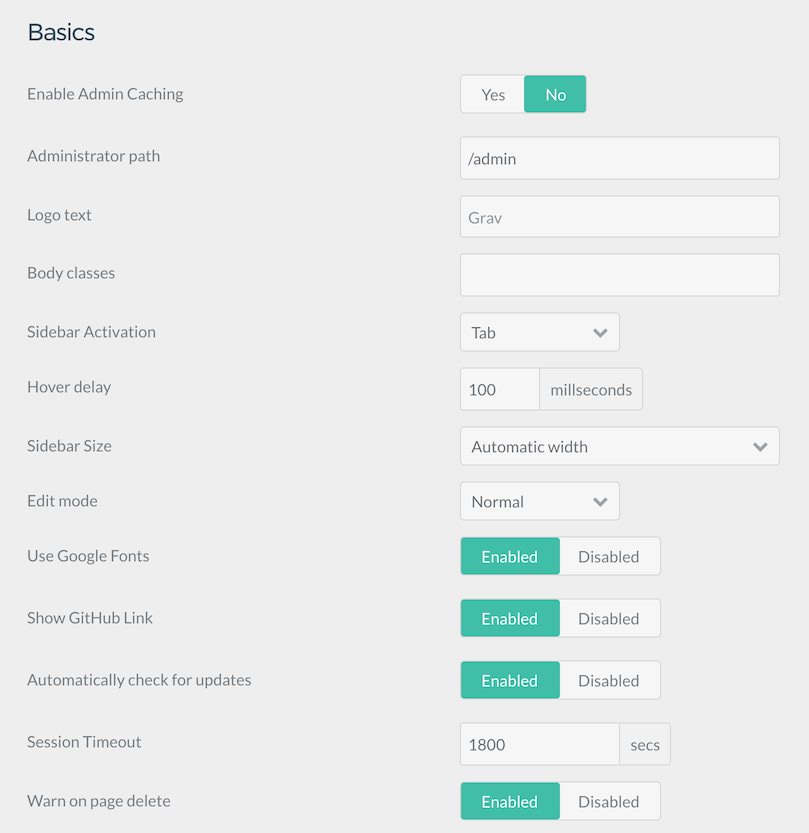 Basics
Enable Admin Caching Yes No
Administrator path /admin
Logo text Grav
Body classes
Sidebar Activation Tab
Hover delay 100 millseconds
Sidebar Size Automatic width
Edit mode Normal
Use Google Fonts Enabled Disabled
Show GitHub Link Enabled Disabled
Automatically check for updates Enabled Disabled
Session Timeout 1800 secs
Warn on page delete Enabled Disabled